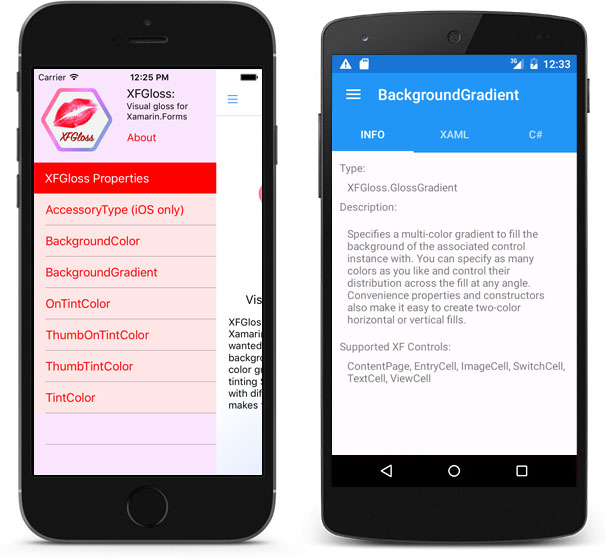 Carrier 12:25 PM
XFGloss
XFGloss:
Visual gloss for
Xamarin.Forms
About
XFGloss Properties
AccessoryType (iOS only)
BackgroundColor
BackgroundGradient
OnTintColor
ThumbOnTintColor
ThumbTintColor
TintColor
Vis
XFGlos
Xamari
wanted
backgro
color gr
tinting S
with dif
makes
3G 12:33
BackgroundGradient
INFO XAML C#
Type:
XFGloss.GlossGradient
Description:
Specifies a multi-color gradient to fill the
background of the associated control
instance with. You can specify as many
colors as you like and control their
distribution across the fill at any angle.
Convenience properties and constructors
also make it easy to create two-color
horizontal or vertical fills.
Supported XF Controls:
ContentPage, EntryCell, ImageCell, SwitchCell,
TextCell, ViewCell